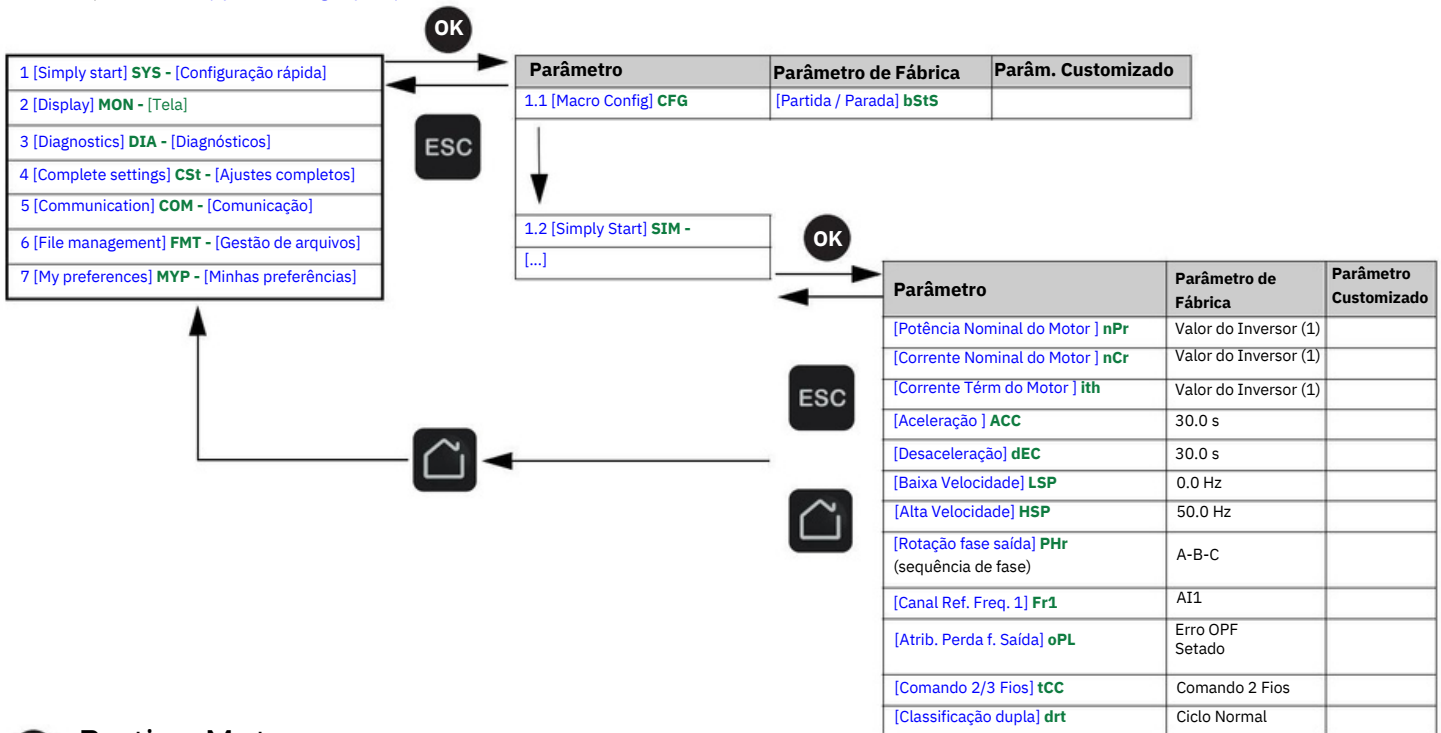 OK
1 [Simply start] SYS - [Configuração rápida]
2 [Display] MON - [Tela]
3 [Diagnostics] DIA - [Diagnósticos]
4 [Complete settings] CSt - [Ajustes completos]
5 [Communication] COM - [Comunicação]
6 [File management] FMT - [Gestão de arquivos]
7 [My preferences] MYP - [Minhas preferências]
ESC
Parâmetro Parâmetro de Fábrica Parâm. Customizado
1.1 [Macro Config] CFG [Partida / Parada] bStS
1.2 [Simply Start] SIM -
[...]
OK
ESC
Parâmetro Parâmetro de Fábrica Parâmetro Customizado
[Potência Nominal do Motor ] nPr Valor do Inversor (1)
[Corrente Nominal do Motor ] nCr Valor do Inversor (1)
[Corrente Térm do Motor ] ith Valor do Inversor (1)
[Aceleração ] ACC 30.0 s
[Desaceleração] dEC 30.0 s
[Baixa Velocidade] LSP 0.0 Hz
[Alta Velocidade] HSP 50.0 Hz
[Rotação fase saída] PHr
(sequência de fase) A-B-C
[Canal Ref. Freq. 1] Fr1 AI1
[Atrib. Perda f. Saída] oPL Erro OPF
Setado
[Comando 2/3 Fios] tCC Comando 2 Fios
[Classificação dupla] drt Ciclo Normal